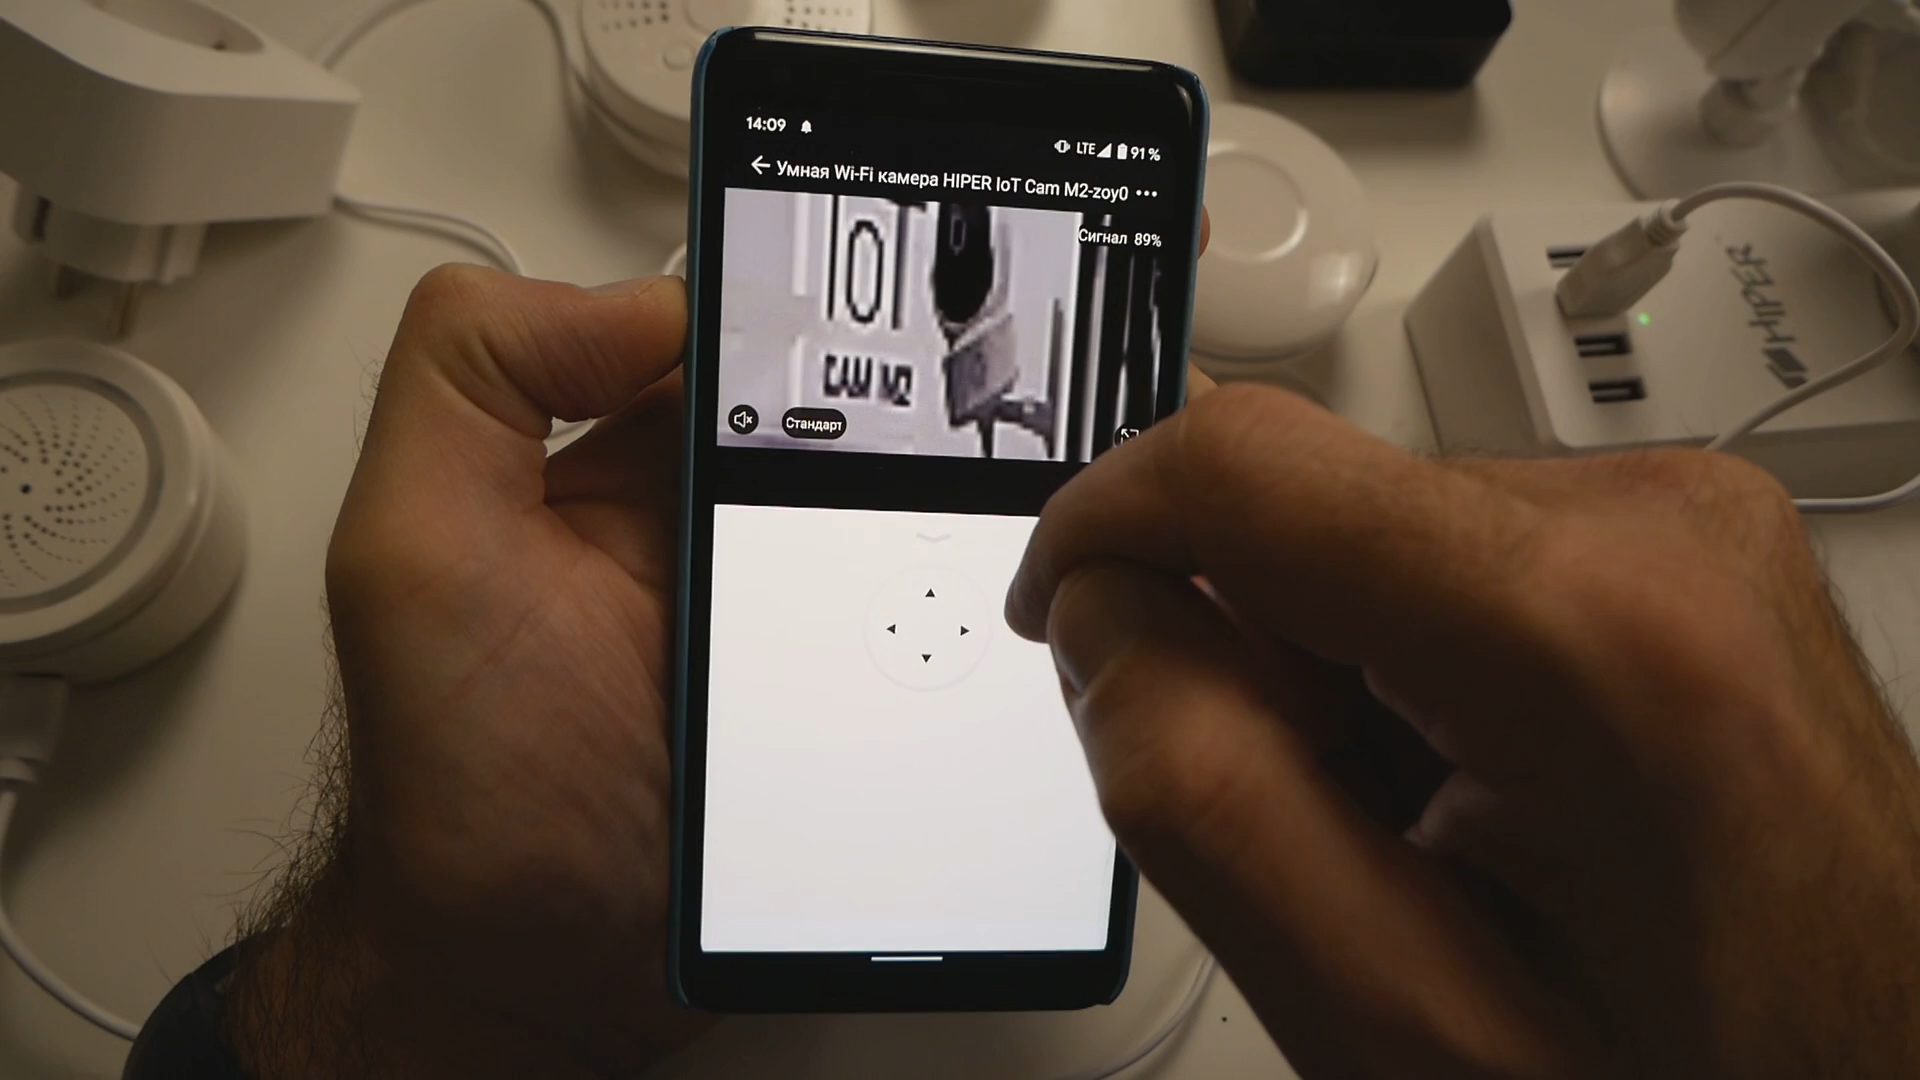 14:09
LTE 91%
Умная Wi-Fi камера HIPER IoT Cam M2-zoy0
Сигнал 89%
IO
CAM M2
Стандарт
HIPER